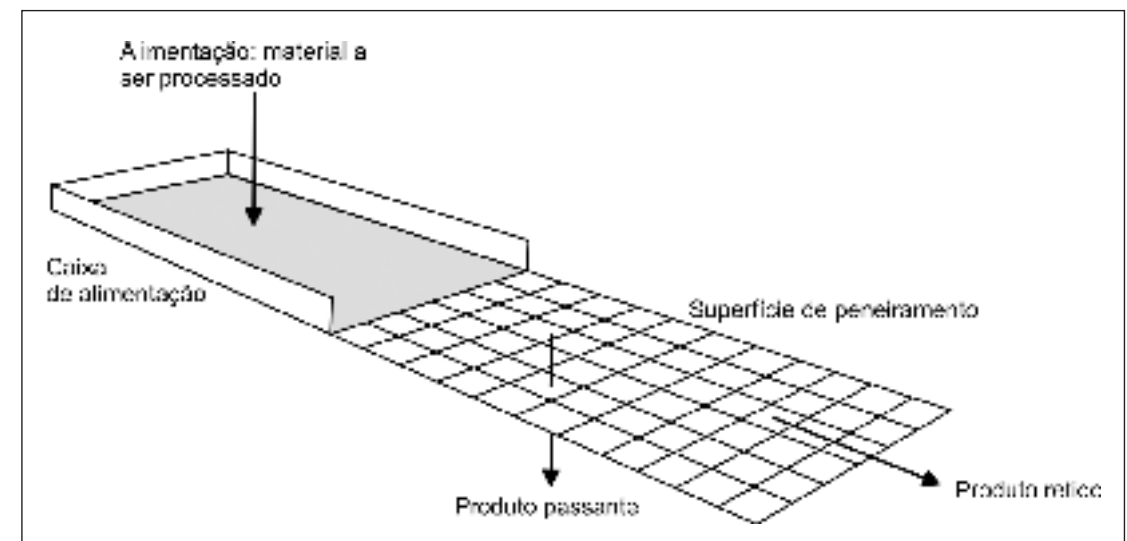 Alimentação: material a
ser processado
Caixa
de alimentação
Superfície de peneiramento
Produto passante
Produto retido